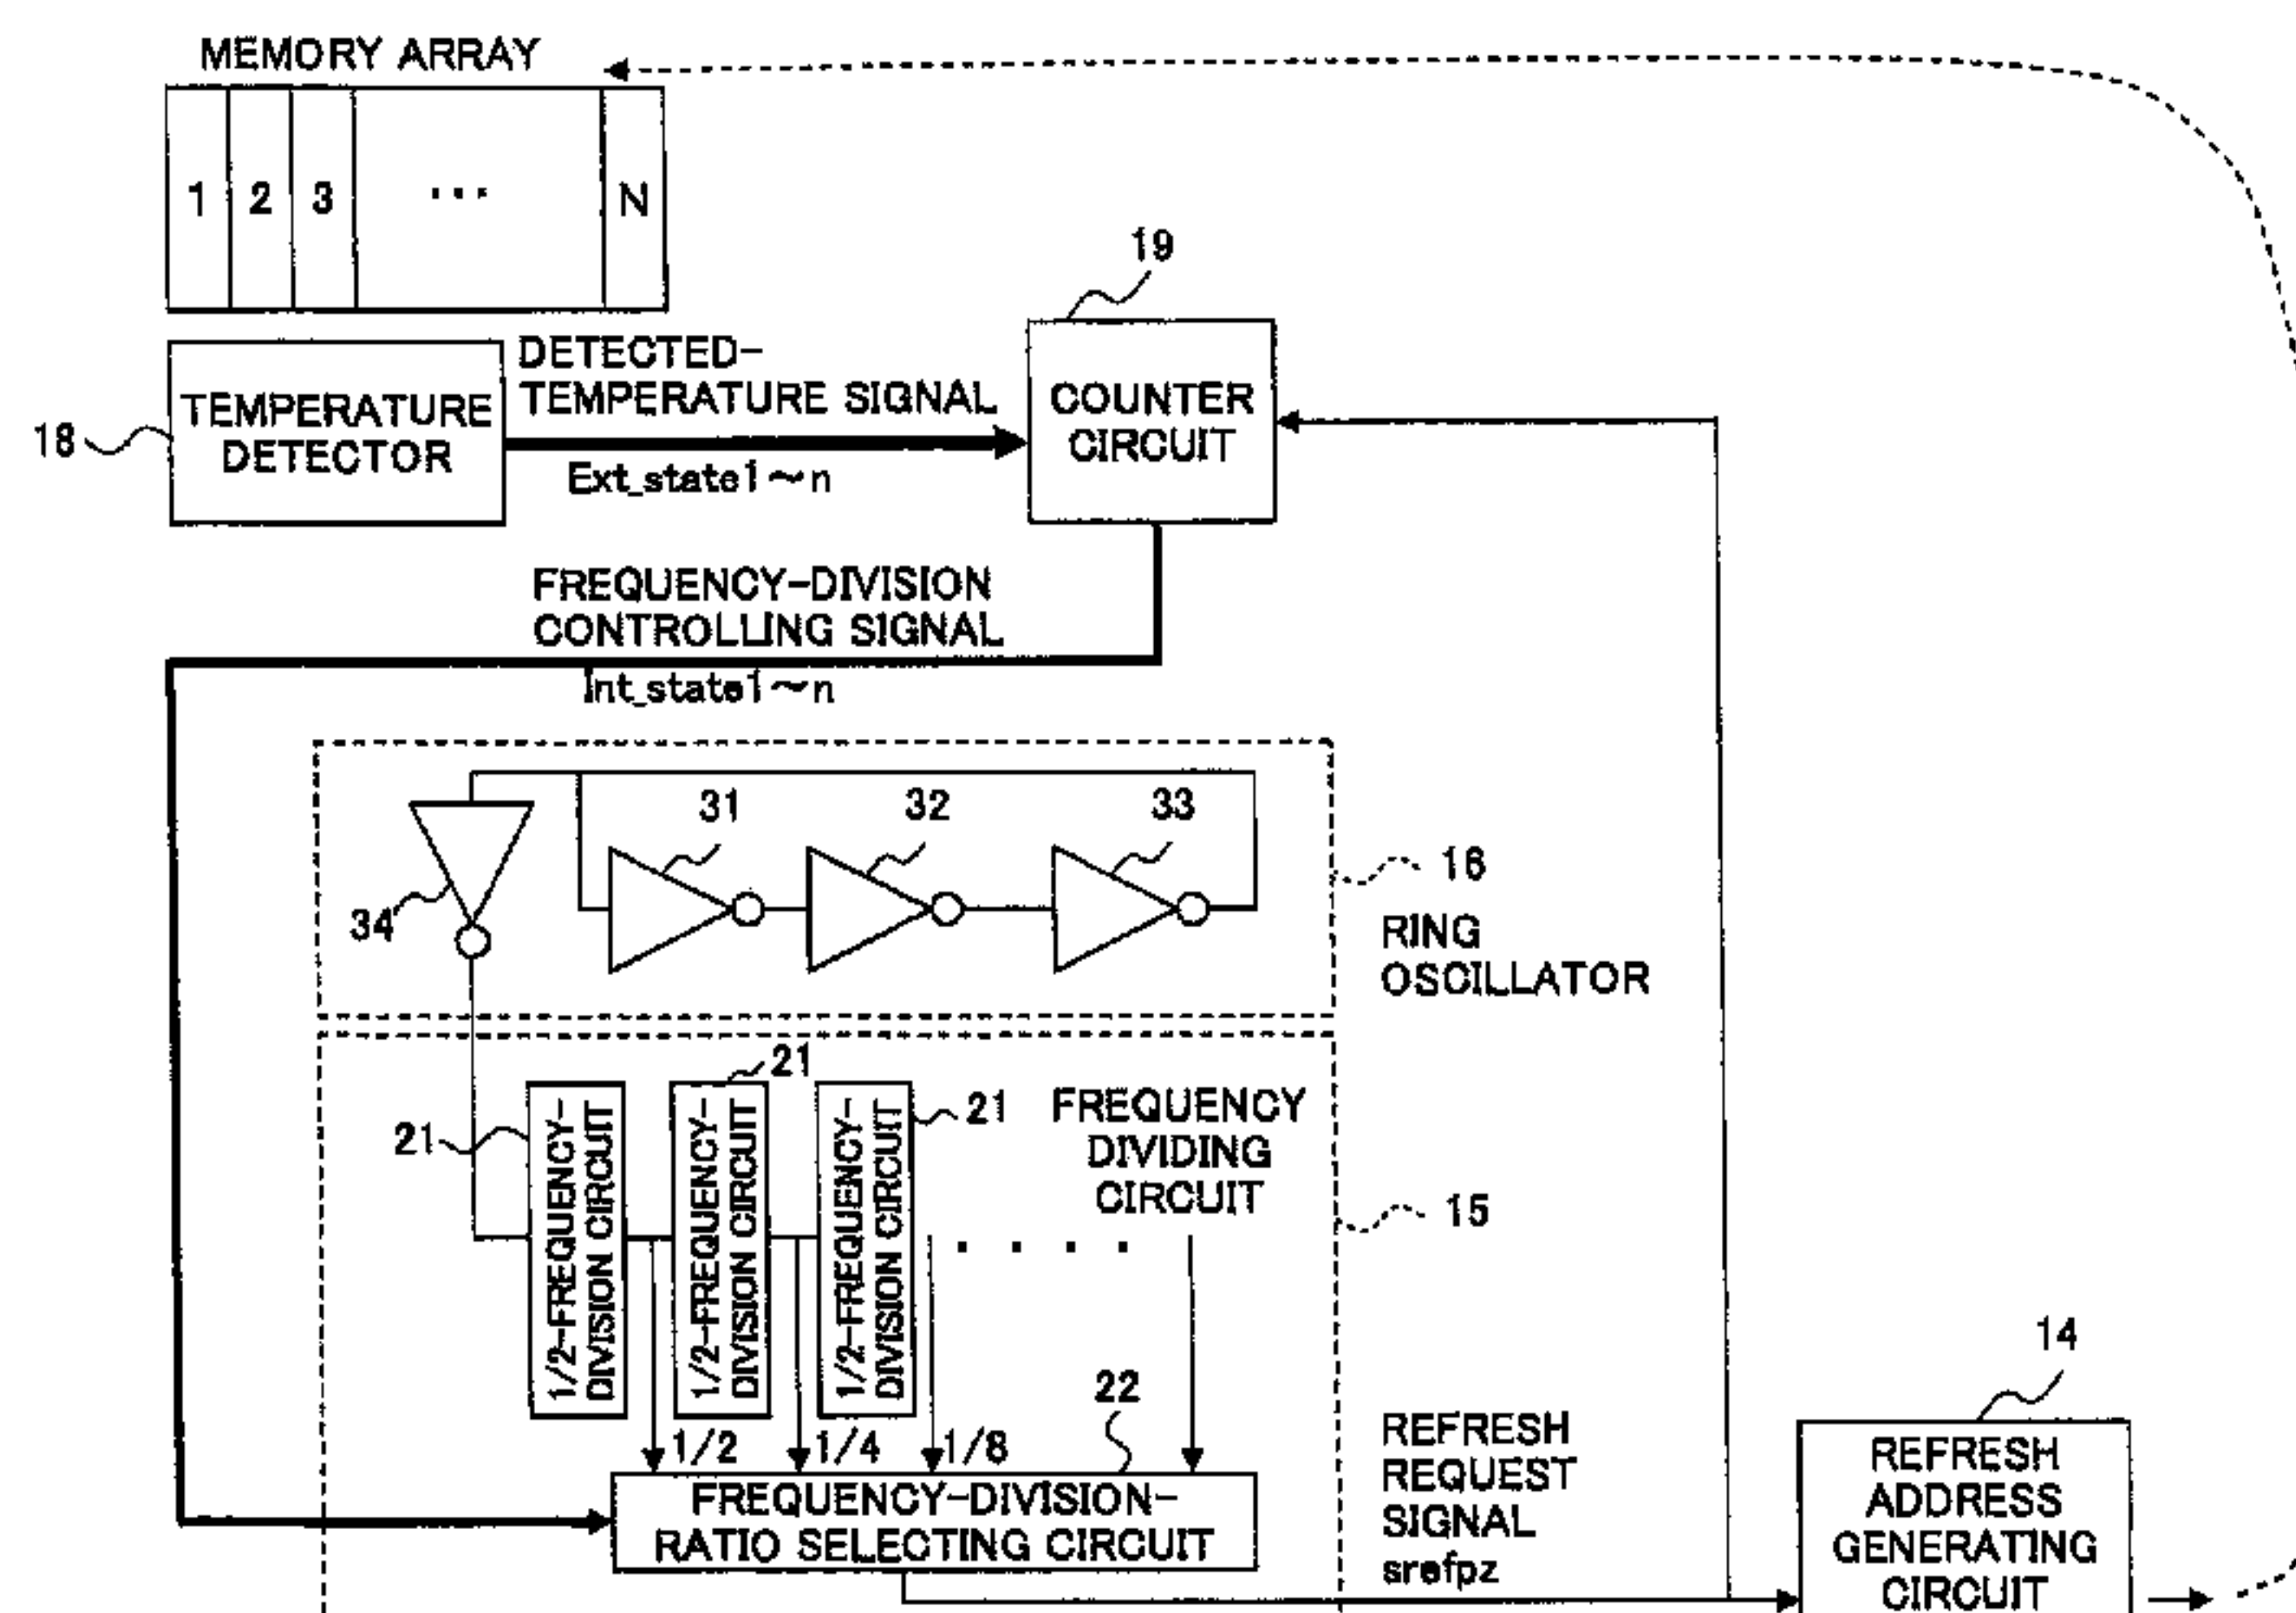 MEMORY ARRAY
1 2 3 ... N
19
DETECTED-
TEMPERATURE SIGNAL
Ext_state1~n
18
TEMPERATURE
DETECTOR
COUNTER
CIRCUIT
FREQUENCY-DIVISION
CONTROLLING SIGNAL
Int_state1~n
31
32
33
34
16
RING
OSCILLATOR
21
21
21
1/2-FREQUENCY-
DIVISION CIRCUIT
1/2-FREQUENCY-
DIVISION CIRCUIT
1/2-FREQUENCY-
DIVISION CIRCUIT
. . . .
FREQUENCY
DIVIDING
CIRCUIT
15
1/2
1/4
1/8
22
FREQUENCY-DIVISION-
RATIO SELECTING CIRCUIT
REFRESH
REQUEST
SIGNAL
srefpz
14
REFRESH
ADDRESS
GENERATING
CIRCUIT